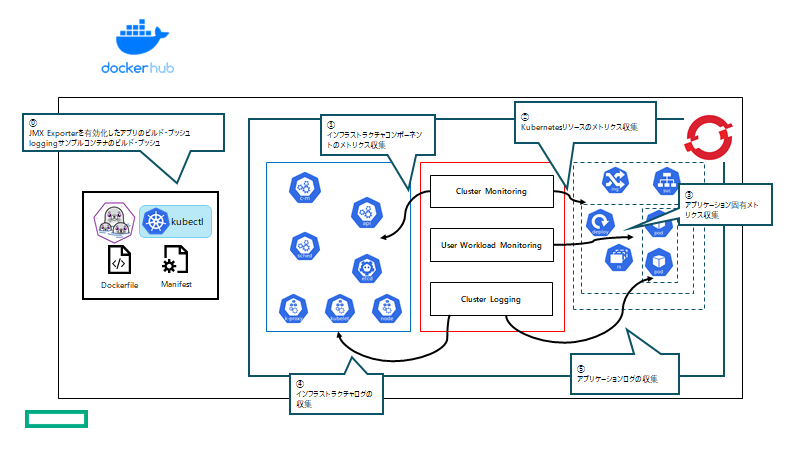 dockerhub
⓪
JMX Exporterを有効化したアプリのビルド・プッシュ
loggingサンプルコンテナのビルド・プッシュ
①
インフラストラクチャコンポーネン
トのメトリクス収集
②
Kubernetesリソースのメトリクス収集
③
アプリケーション固有メト
リクス収集
kubectl
Dockerfile
Manifest
c-m
api
sched
etcd
k-proxy
kubelet
node
Cluster Monitoring
User Workload Monitoring
Cluster Logging
svc
deploy
pod
rs
pod
④
インフラストラクチャログの
収集
⑤
アプリケーションログの収集